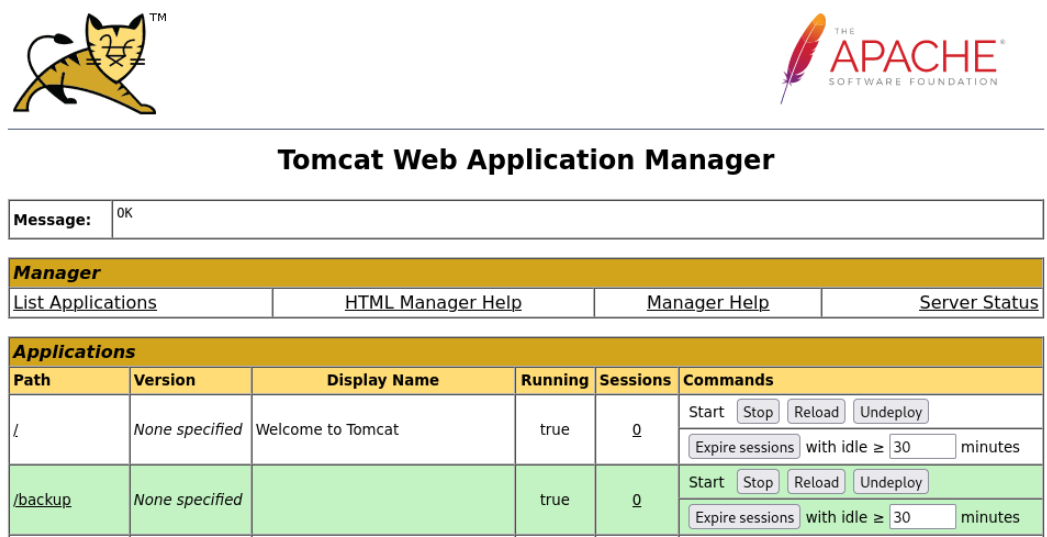 TM
THE
APACHE®
SOFTWARE FOUNDATION
Tomcat Web Application Manager
Message: OK
Manager
List Applications HTML Manager Help Manager Help Server Status
Applications
Path Version Display Name Running Sessions Commands
/ None specified Welcome to Tomcat true 0 Start Stop Reload Undeploy
Expire sessions with idle ≥ 30 minutes
/backup None specified true 0 Start Stop Reload Undeploy
Expire sessions with idle ≥ 30 minutes